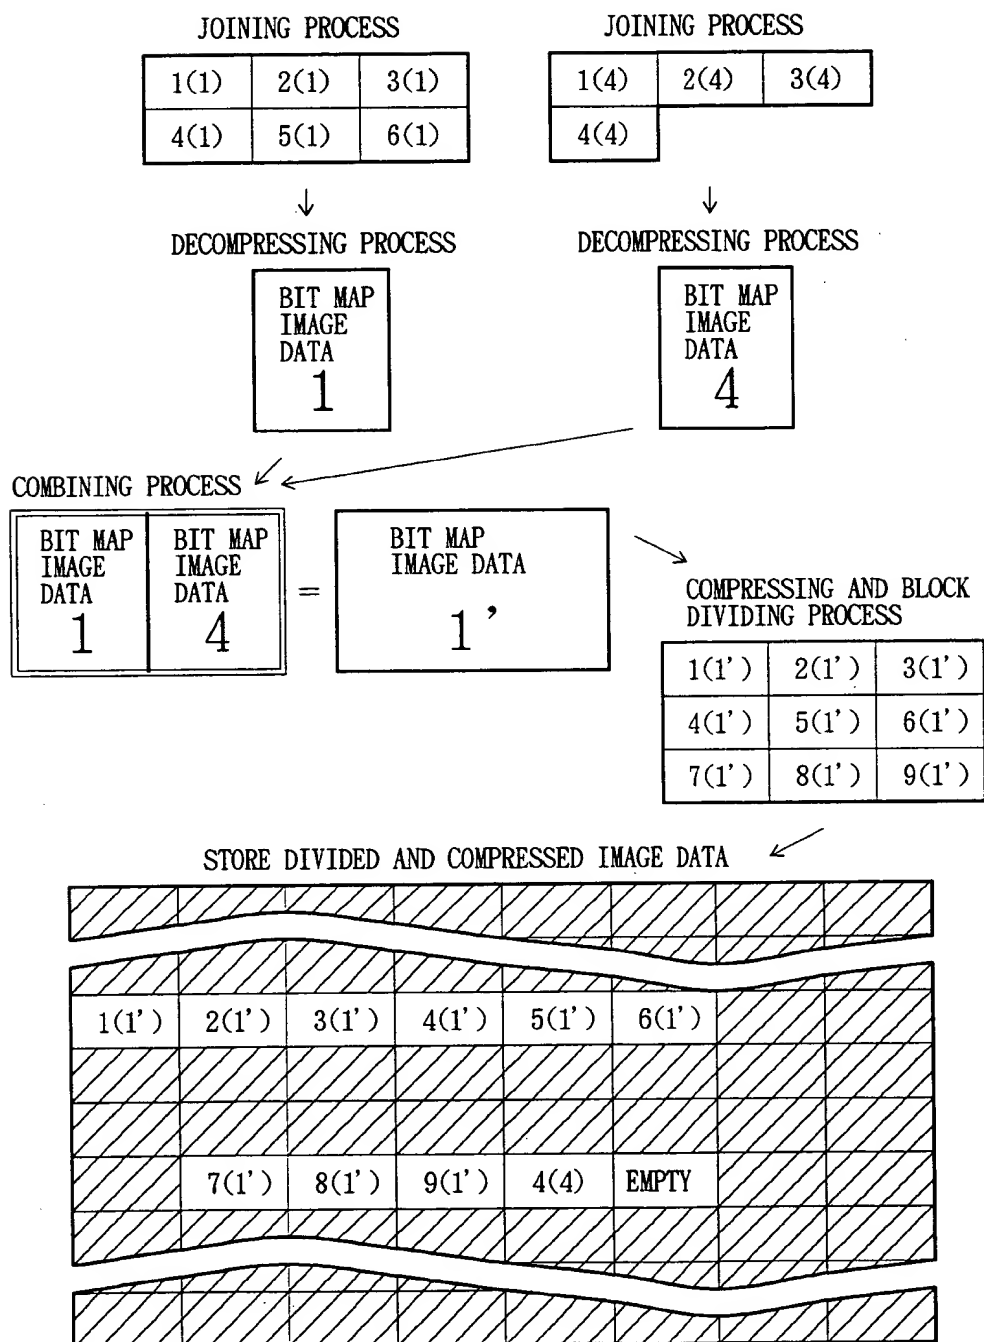 JOINING PROCESS
1(1) 2(1) 3(1)
4(1) 5(1) 6(1)
JOINING PROCESS
1(4) 2(4) 3(4)
4(4)
DECOMPRESSING PROCESS
BIT MAP
IMAGE
DATA
1
DECOMPRESSING PROCESS
BIT MAP
IMAGE
DATA
4
COMBINING PROCESS
BIT MAP
IMAGE
DATA
1
BIT MAP
IMAGE
DATA
4
=
BIT MAP
IMAGE DATA
1’
COMPRESSING AND BLOCK
DIVIDING PROCESS
1(1’) 2(1’) 3(1’)
4(1’) 5(1’) 6(1’)
7(1’) 8(1’) 9(1’)
STORE DIVIDED AND COMPRESSED IMAGE DATA
1(1’) 2(1’) 3(1’) 4(1’) 5(1’) 6(1’)
7(1’) 8(1’) 9(1’) 4(4) EMPTY